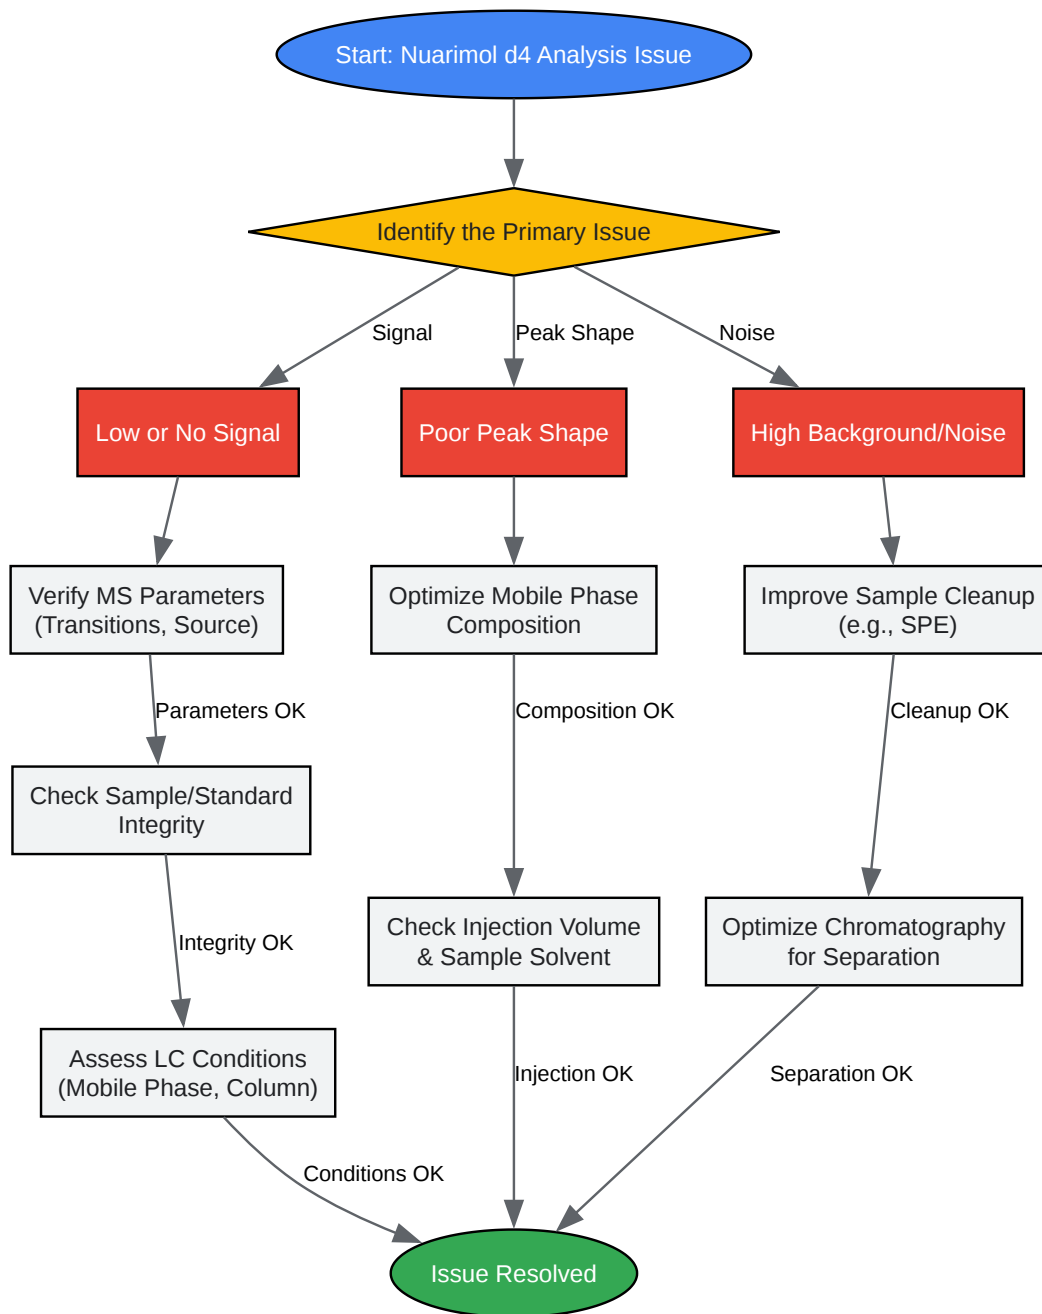 Start: Nuarimol d4 Analysis Issue
Identify the Primary Issue
Signal
Peak Shape
Noise
Low or No Signal
Poor Peak Shape
High Background/Noise
Verify MS Parameters
(Transitions, Source)
Optimize Mobile Phase
Composition
Improve Sample Cleanup
(e.g., SPE)
Parameters OK
Composition OK
Cleanup OK
Check Sample/Standard
Integrity
Check Injection Volume
& Sample Solvent
Optimize Chromatography
for Separation
Integrity OK
Assess LC Conditions
(Mobile Phase, Column)
Injection OK
Separation OK
Conditions OK
Issue Resolved